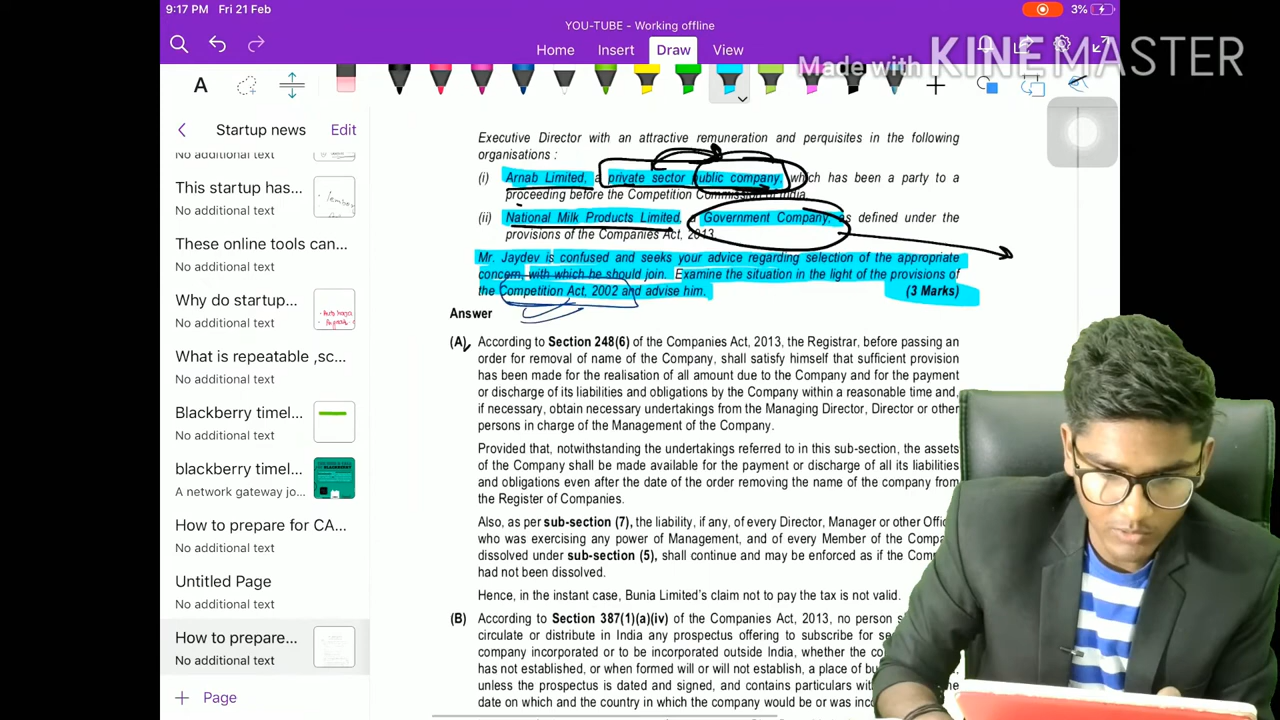 9:17 PM Fri 21 Feb
3%
YOU-TUBE - Working offline
Home Insert Draw View
Made with KINEMASTER
A
Startup news Edit
No additional text
This startup has...
No additional text
These online tools can...
No additional text
Why do startup...
No additional text
What is repeatable ,sc...
No additional text
Blackberry timel...
No additional text
blackberry timel...
A network gateway jo...
How to prepare for CA...
No additional text
Untitled Page
No additional text
How to prepare...
No additional text
+ Page
Executive Director with an attractive remuneration and perquisites in the following
organisations :
(i) Arnab Limited, a private sector public company, which has been a party to a
proceeding before the Competition Commission of India.
(ii) National Milk Products Limited, a Government Company, as defined under the
provisions of the Companies Act, 2013.
Mr. Jaydev is confused and seeks your advice regarding selection of the appropriate
concern, with which he should join. Examine the situation in the light of the provisions of
the Competition Act, 2002 and advise him. (3 Marks)
Answer
(A) According to Section 248(6) of the Companies Act, 2013, the Registrar, before passing an
order for removal of name of the Company, shall satisfy himself that sufficient provision
has been made for the realisation of all amount due to the Company and for the payment
or discharge of its liabilities and obligations by the Company within a reasonable time and,
if necessary, obtain necessary undertakings from the Managing Director, Director or other
persons in charge of the Management of the Company.
Provided that, notwithstanding the undertakings referred to in this sub-section, the assets
of the Company shall be made available for the payment or discharge of all its liabilities
and obligations even after the date of the order removing the name of the company from
the Register of Companies.
Also, as per sub-section (7), the liability, if any, of every Director, Manager or other Offic
who was exercising any power of Management, and of every Member of the Compa
dissolved under sub-section (5), shall continue and may be enforced as if the Comp
had not been dissolved.
Hence, in the instant case, Bunia Limited's claim not to pay the tax is not valid.
(B) According to Section 387(1)(a)(iv) of the Companies Act, 2013, no person s
circulate or distribute in India any prospectus offering to subscribe for se
company incorporated or to be incorporated outside India, whether the co
has not established, or when formed will or will not establish, a place of bu
unless the prospectus is dated and signed, and contains particulars with
date on which and the country in which the company would be or was inc